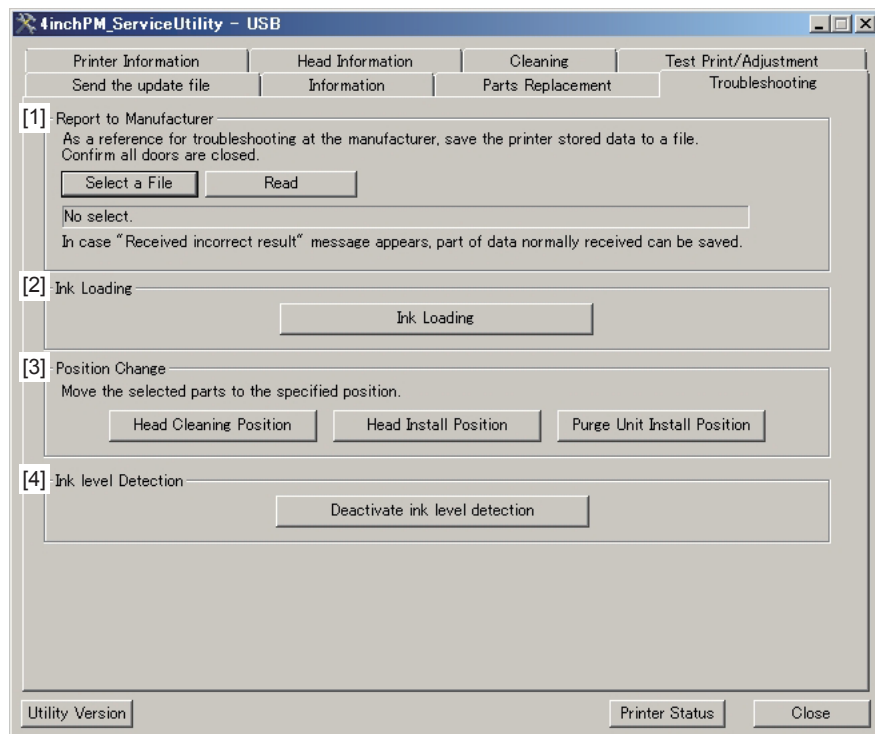 4inchPM_ServiceUtility - USB
Printer Information Head Information Cleaning Test Print/Adjustment
Send the update file Information Parts Replacement Troubleshooting
[1] Report to Manufacturer
As a reference for troubleshooting at the manufacturer, save the printer stored data to a file.
Confirm all doors are closed.
Select a File Read
No select.
In case "Received incorrect result" message appears, part of data normally received can be saved.
[2] Ink Loading
Ink Loading
[3] Position Change
Move the selected parts to the specified position.
Head Cleaning Position Head Install Position Purge Unit Install Position
[4] Ink level Detection
Deactivate ink level detection
Utility Version Printer Status Close